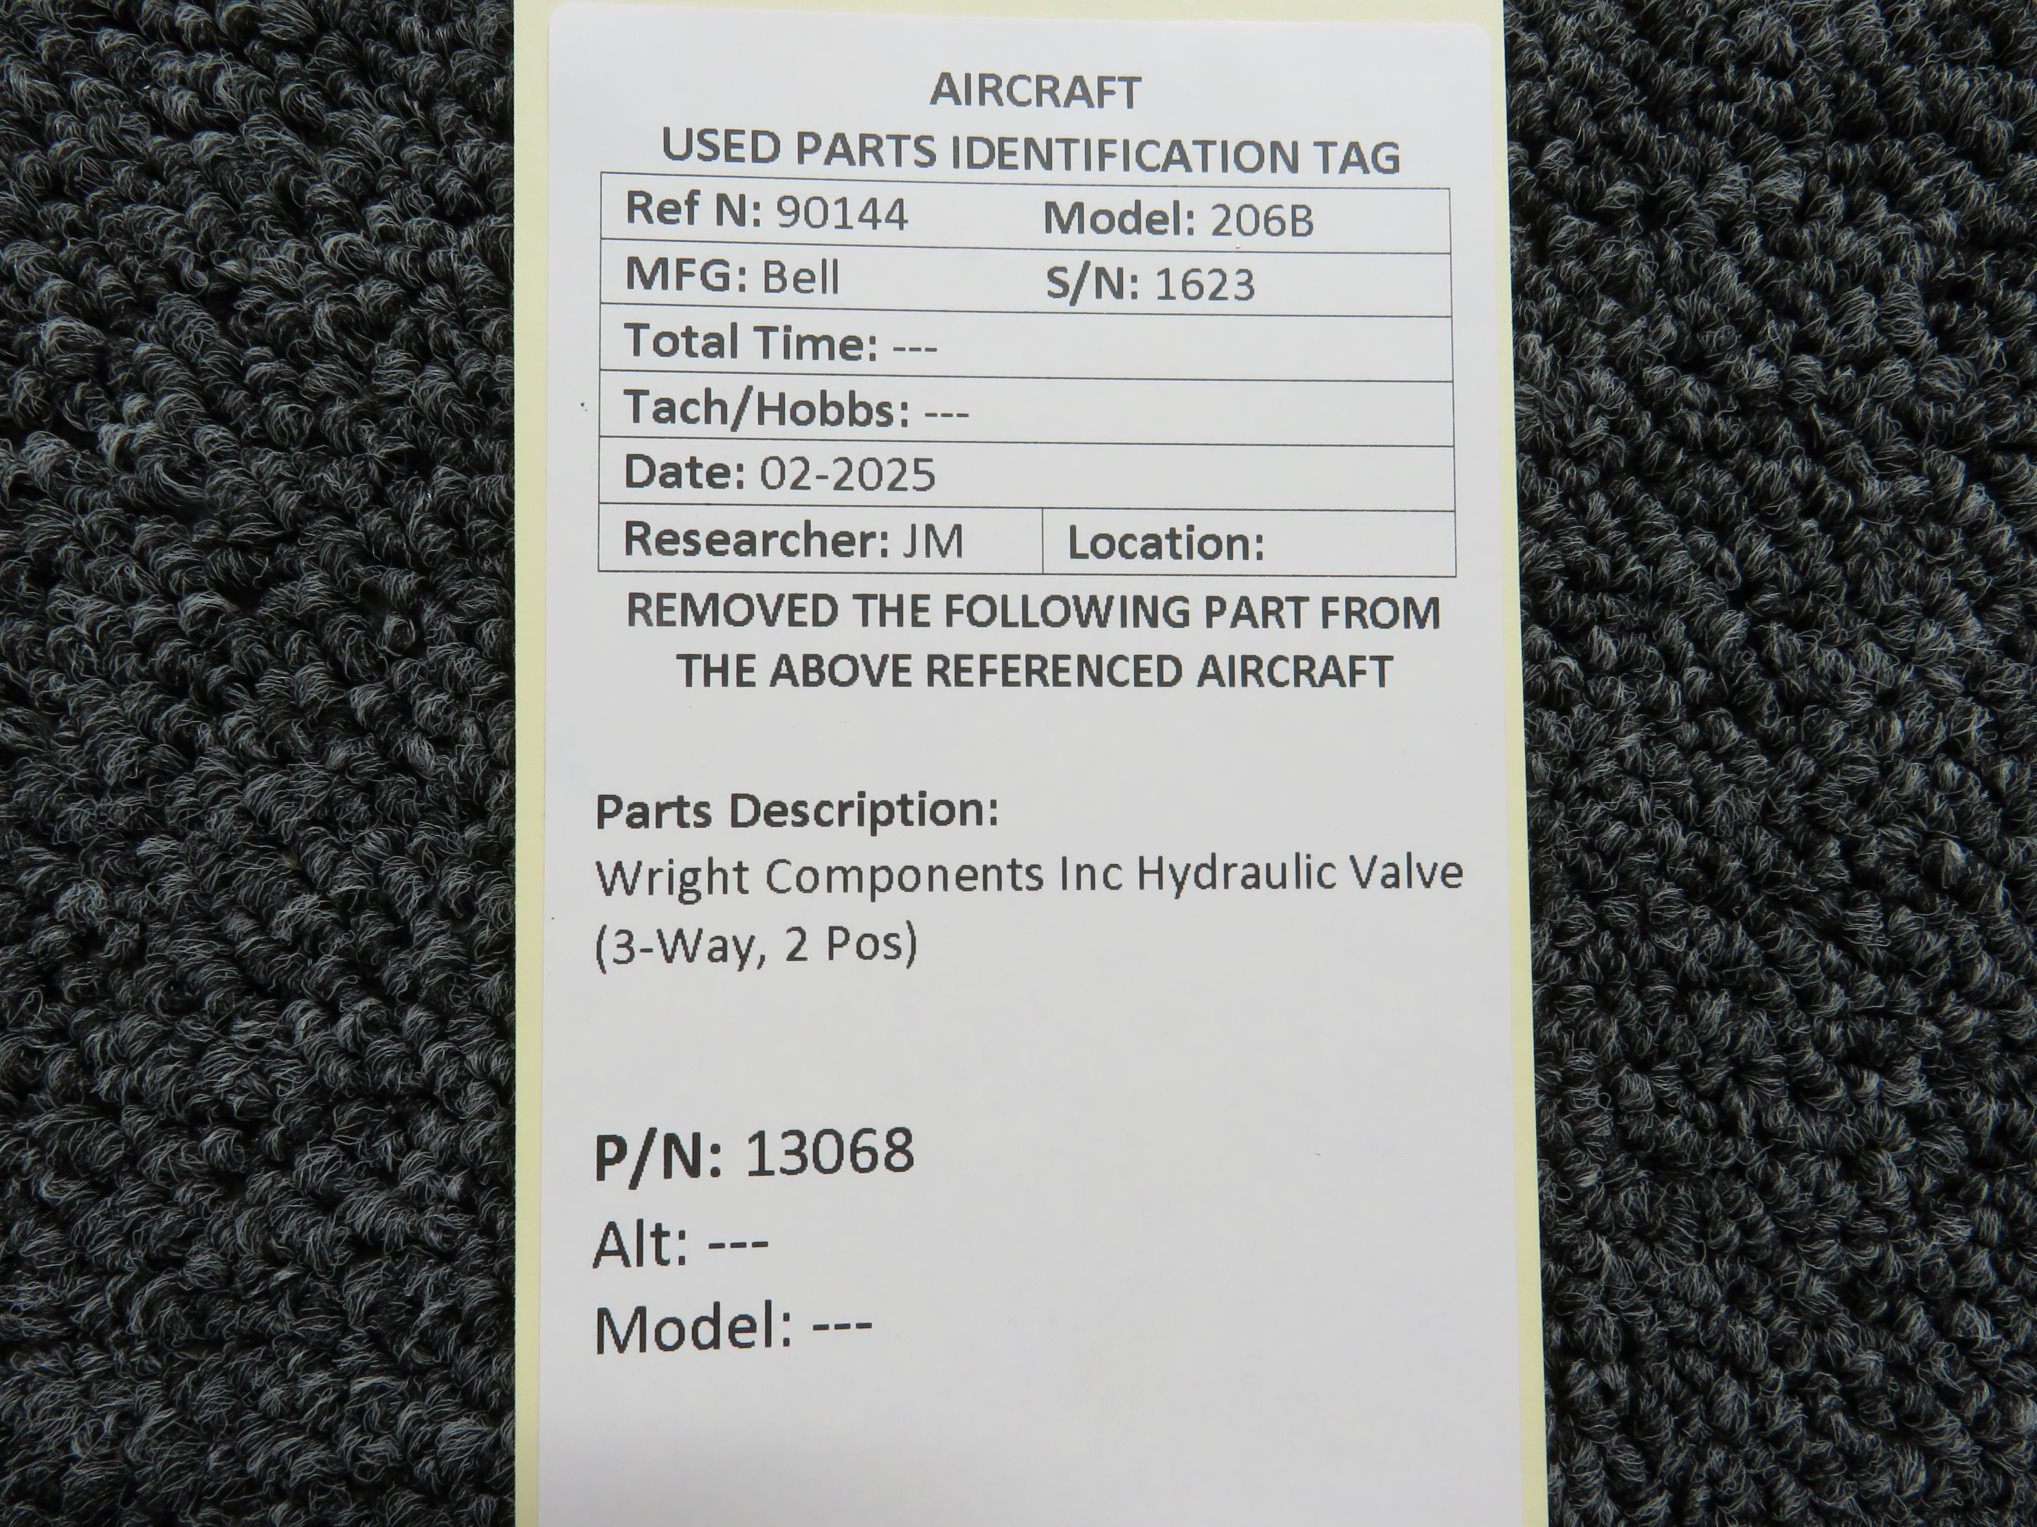 AIRCRAFT
USED PARTS IDENTIFICATION TAG
Ref N: 90144 Model: 206B
MFG: Bell S/N: 1623
Total Time: ---
Tach/Hobbs: ---
Date: 02-2025
Researcher: JM Location:
REMOVED THE FOLLOWING PART FROM
THE ABOVE REFERENCED AIRCRAFT
Parts Description:
Wright Components Inc Hydraulic Valve
(3-Way, 2 Pos)
P/N: 13068
Alt: ---
Model: ---